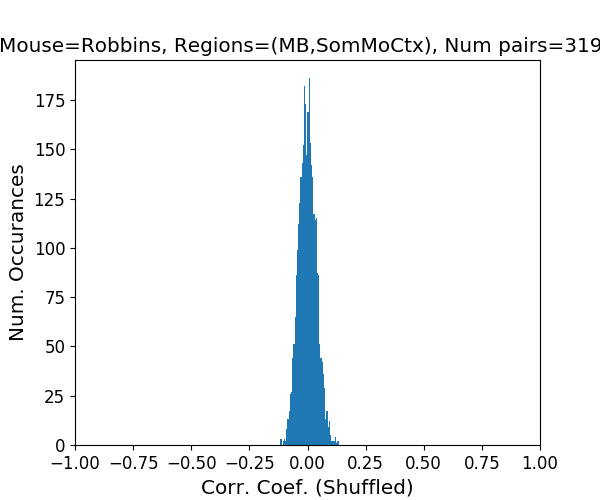 Mouse=Robbins, Regions=(MB,SomMoCtx), Num pairs=319
Num. Occurances
175
150
125
100
75
50
25
0
−1.00 −0.75 −0.50 −0.25 0.00 0.25 0.50 0.75 1.00
Corr. Coef. (Shuffled)